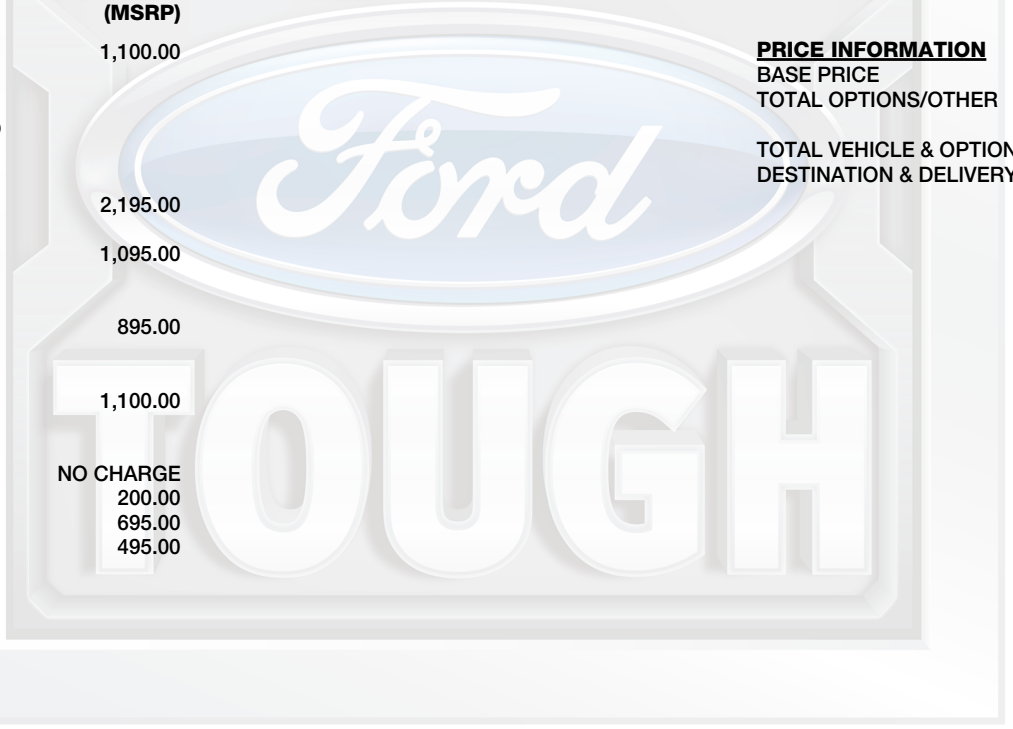 (MSRP)
1,100.00
2,195.00
1,095.00
895.00
1,100.00
NO CHARGE
200.00
695.00
495.00
PRICE INFORMATION
BASE PRICE
TOTAL OPTIONS/OTHER
TOTAL VEHICLE & OPTION
DESTINATION & DELIVERY
Ford
TOUGH